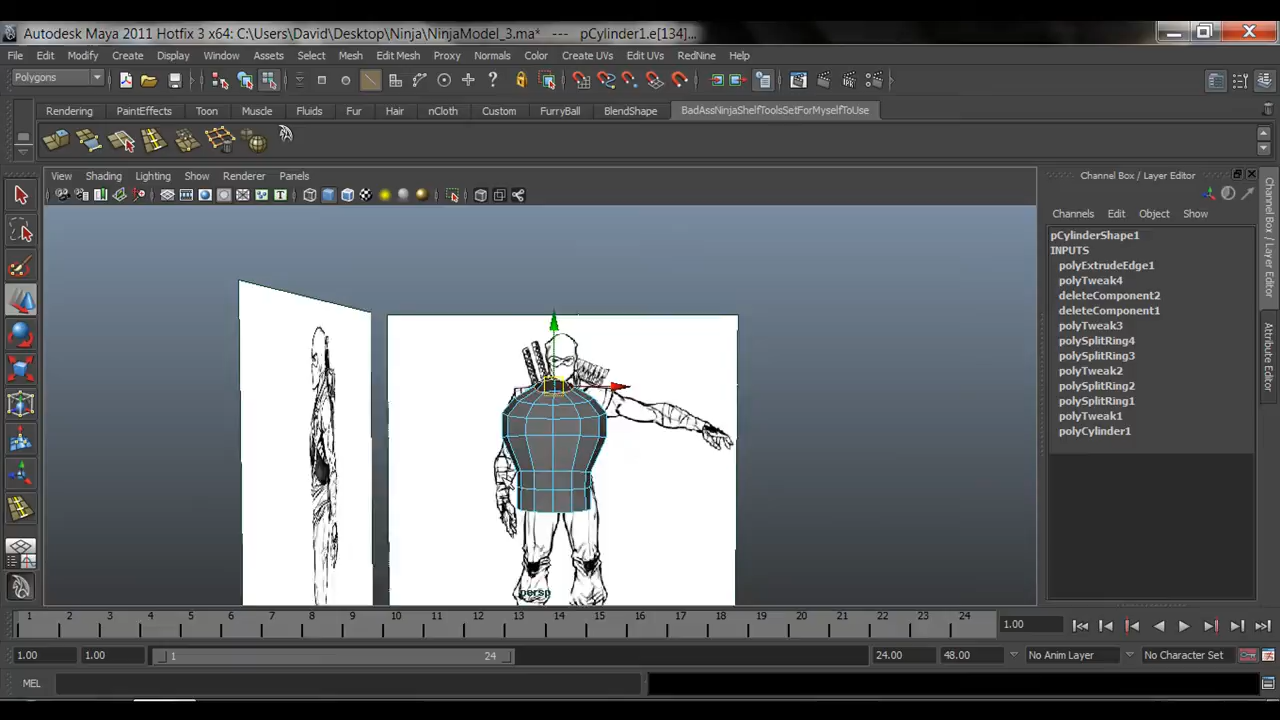 Autodesk Maya 2011 Hotfix 3 x64: C:\Users\David\Desktop\Ninja\NinjaModel_3.ma* --- pCylinder1.e[134]...
File Edit Modify Create Display Window Assets Select Mesh Edit Mesh Proxy Normals Color Create UVs Edit UVs RedNine Help
Polygons
Rendering PaintEffects Toon Muscle Fluids Fur Hair nCloth Custom FurryBall BlendShape BadAssNinjaShelfToolsSetForMyselfToUse
View Shading Lighting Show Renderer Panels
Channel Box / Layer Editor
Channels Edit Object Show
pCylinderShape1
INPUTS
polyExtrudeEdge1
polyTweak4
deleteComponent2
deleteComponent1
polyTweak3
polySplitRing4
polySplitRing3
polyTweak2
polySplitRing2
polySplitRing1
polyTweak1
polyCylinder1
Channel Box / Layer Editor
Attribute Editor
persp
1 2 3 4 5 6 7 8 9 10 11 12 13 14 15 16 17 18 19 20 21 22 23 24
1.00
1.00 1.00 1 24 24.00 48.00 No Anim Layer No Character Set
MEL